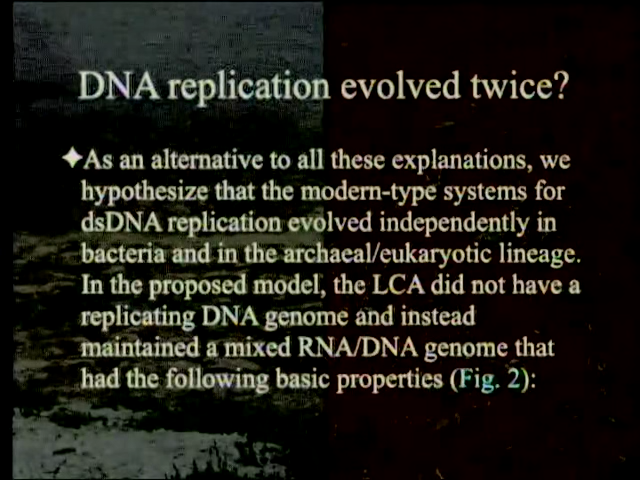 DNA replication evolved twice?
✦As an alternative to all these explanations, we
hypothesize that the modern-type systems for
dsDNA replication evolved independently in
bacteria and in the archaeal/eukaryotic lineage.
In the proposed model, the LCA did not have a
replicating DNA genome and instead
maintained a mixed RNA/DNA genome that
had the following basic properties (Fig. 2):